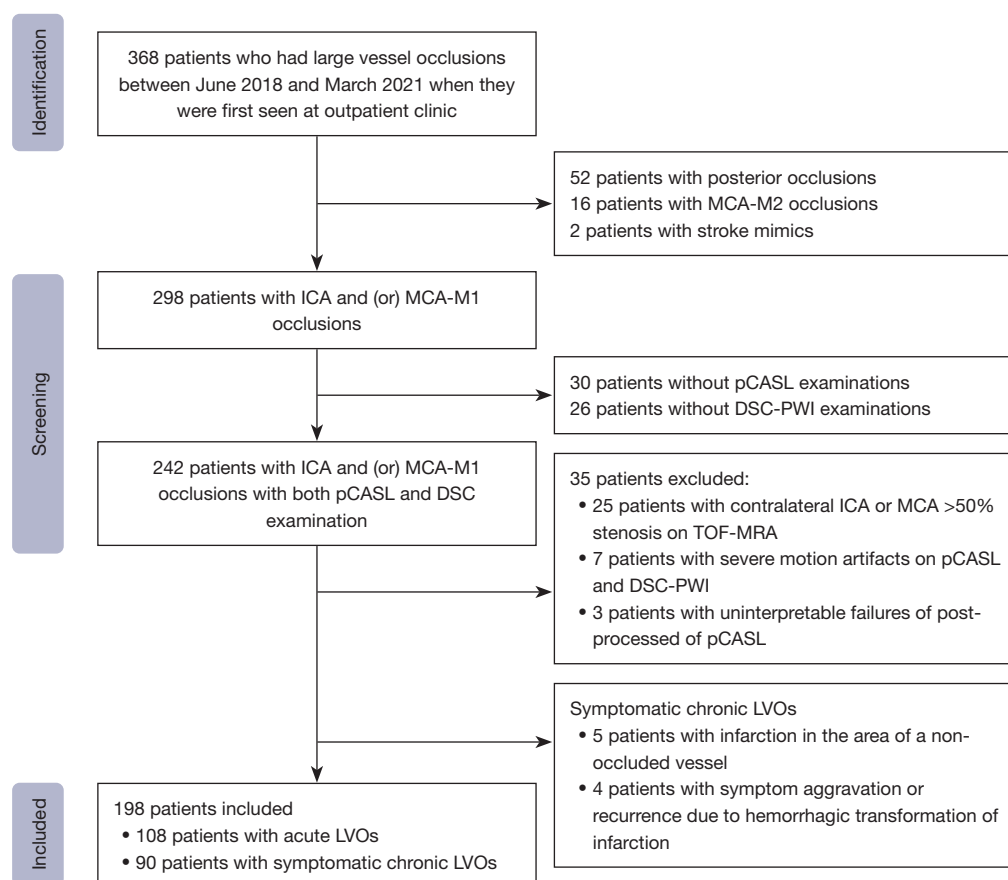 Identification
368 patients who had large vessel occlusions
between June 2018 and March 2021 when they
were first seen at outpatient clinic
52 patients with posterior occlusions
16 patients with MCA-M2 occlusions
2 patients with stroke mimics
Screening
298 patients with ICA and (or) MCA-M1
occlusions
30 patients without pCASL examinations
26 patients without DSC-PWI examinations
242 patients with ICA and (or) MCA-M1
occlusions with both pCASL and DSC
examination
35 patients excluded:
• 25 patients with contralateral ICA or MCA >50%
stenosis on TOF-MRA
• 7 patients with severe motion artifacts on pCASL
and DSC-PWI
• 3 patients with uninterpretable failures of post-
processed of pCASL
Symptomatic chronic LVOs
• 5 patients with infarction in the area of a non-
occluded vessel
• 4 patients with symptom aggravation or
recurrence due to hemorrhagic transformation of
infarction
Included
198 patients included
• 108 patients with acute LVOs
• 90 patients with symptomatic chronic LVOs